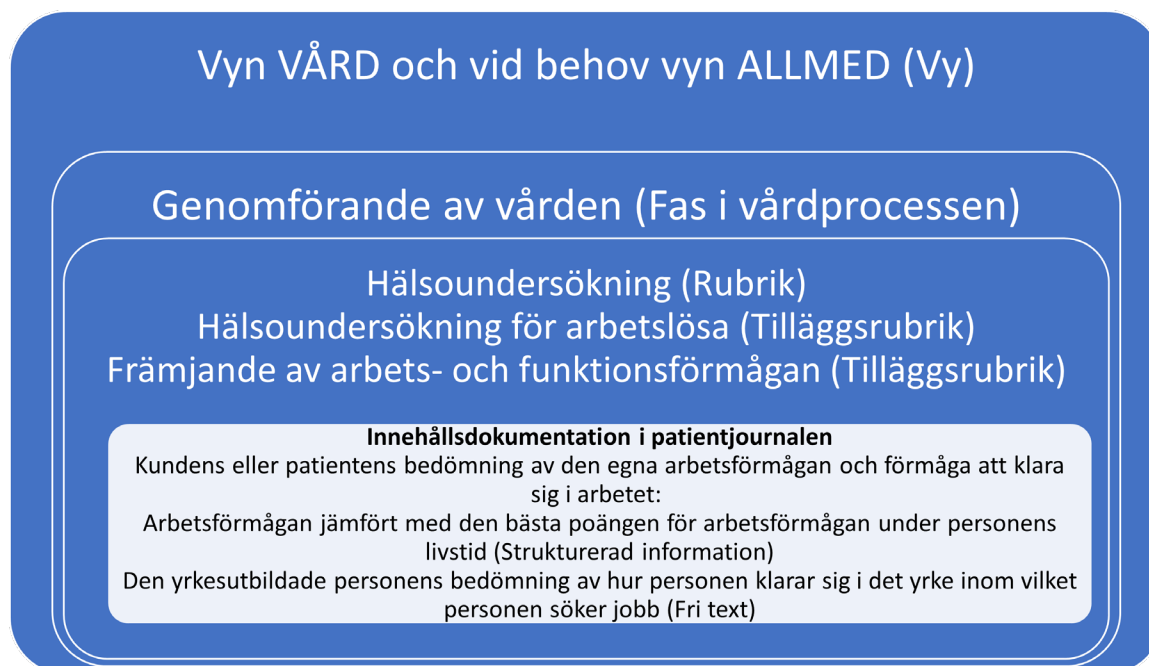 Vyn VÅRD och vid behov vyn ALLMED (Vy)
Genomförande av vården (Fas i vårdprocessen)
Hälsoundersökning (Rubrik)
Hälsoundersökning för arbetslösa (Tilläggsrubrik)
Främjande av arbets- och funktionsförmågan (Tilläggsrubrik)
Innehållsdokumentation i patientjournalen
Kundens eller patientens bedömning av den egna arbetsförmågan och förmåga att klara
sig i arbetet:
Arbetsförmågan jämfört med den bästa poängen för arbetsförmågan under personens
livstid (Strukturerad information)
Den yrkesutbildade personens bedömning av hur personen klarar sig i det yrke inom vilket
personen söker jobb (Fri text)